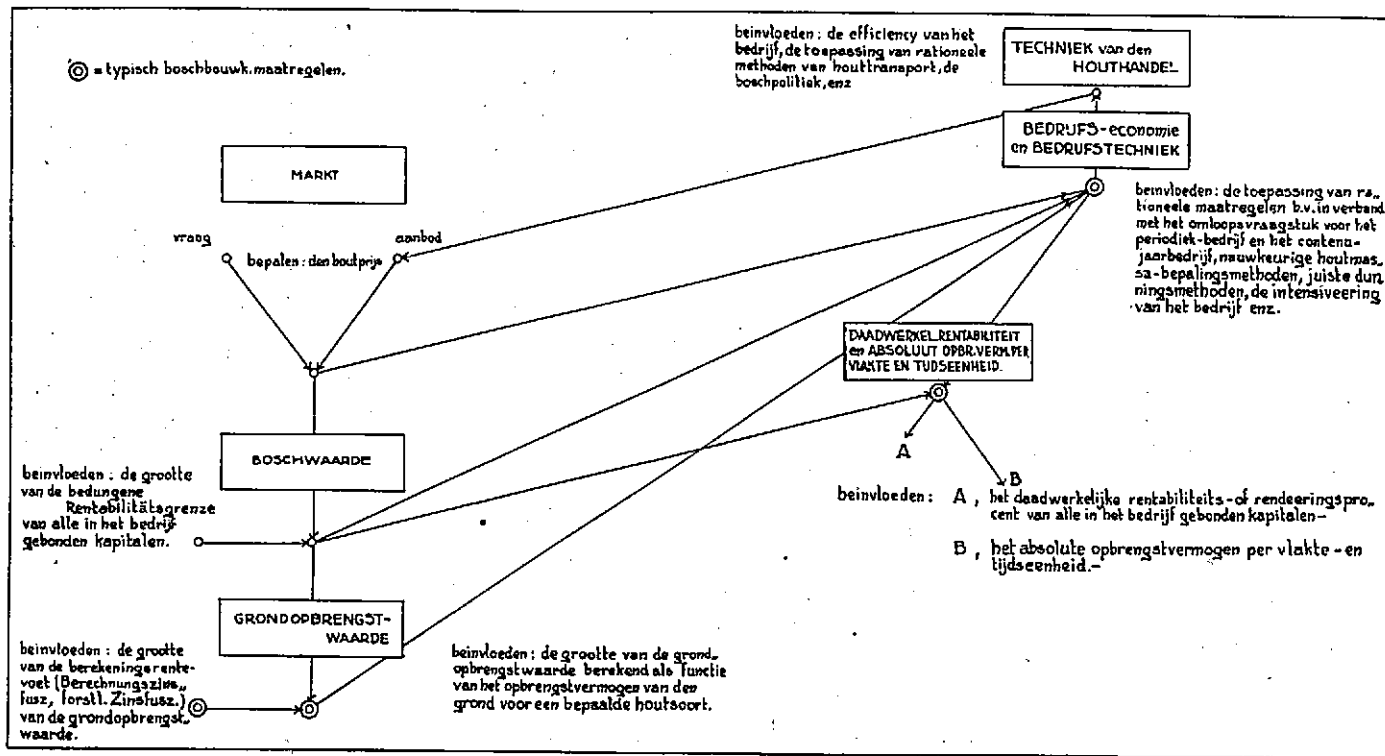 = typisch boschbouwk. maatregelen.
beinvloeden : de efficiency van het
bedrijf, de toepassing van rationeele
methoden van houttransport, de
boschpolitiek, enz
TECHNIEK van den
HOUTHANDEL
BEDRIJFS-economie
en BEDRIJFSTECHNIEK
MARKT
vraag
aanbod
bepalen : den houtprijs
beinvloeden : de toepassing van ra-
tioneele maatregelen b.v. in verband
met het omloopsvraagstuk voor het
periodiek-bedrijf en het contenu-
jaarbedrijf, nauwkeurige houtmas-
sa-bepalingsmethoden, juiste dun
ningsmethoden, de intensiveering
van het bedrijf enz.
DAADWERKEL. RENTABILITEIT
en ABSOLUUT OPBR. VERM. PER
VLAKTE EN TIJDSEENHEID.
BOSCHWAARDE
A
B
beinvloeden : de grootte
van de bedungene
Rentabilitätsgrenze
van alle in het bedrijf
gebonden kapitalen.
beinvloeden : A , het daadwerkelijke rentabiliteits- of rendeeringspro-
cent van alle in het bedrijf gebonden kapitalen-
B , het absolute opbrengstvermogen per vlakte - en
tijdseenheid.-
GRONDOPBRENGST-
WAARDE
beinvloeden : de grootte
van de berekeningsrente-
voet (Berechnungszins-
fusz, forstl. Zinsfusz.)
van de grondopbrengst-
waarde.
beinvloeden : de grootte van de grond-
opbrengstwaarde berekend als functie
van het opbrengstvermogen van den
grond voor een bepaalde houtsoort.